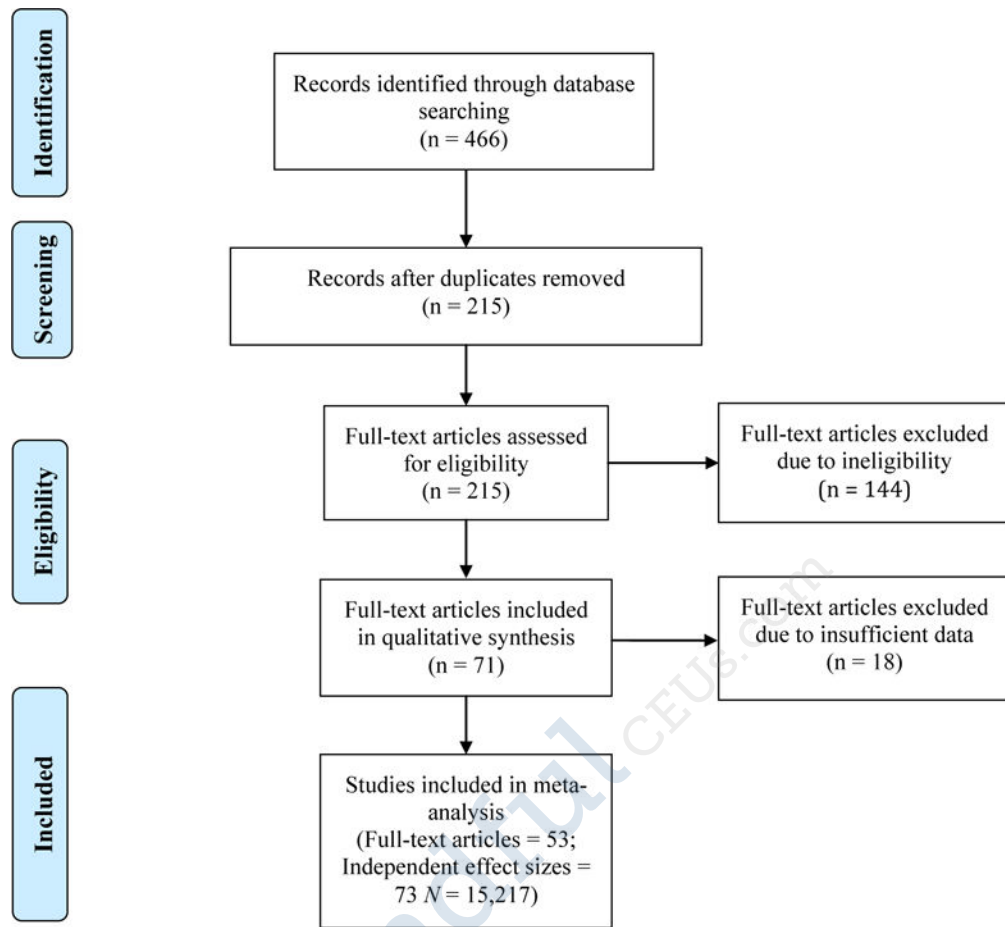 Identification
Records identified through database
searching
(n = 466)
Screening
Records after duplicates removed
(n = 215)
Eligibility
Full-text articles assessed
for eligibility
(n = 215)
Full-text articles excluded
due to ineligibility
(n = 144)
Full-text articles included
in qualitative synthesis
(n = 71)
Full-text articles excluded
due to insufficient data
(n = 18)
Included
Studies included in meta-
analysis
(Full-text articles = 53;
Independent effect sizes =
73 N = 15,217)
dful CEUs.com